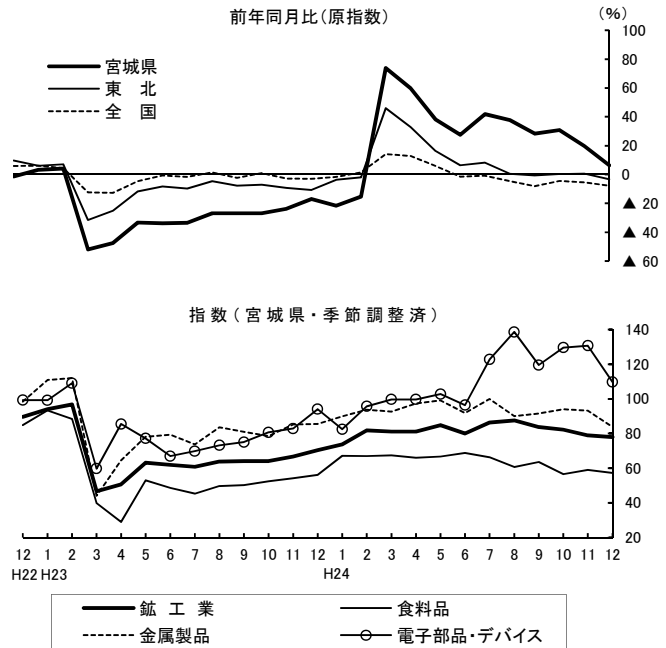 前年同月比（原指数）
（%）
100
80
60
40
20
0
▲ 20
▲ 40
▲ 60
宮城県
東　北
全　国
指数（宮城県・季節調整済）
140
120
100
80
60
40
20
12 1 2 3 4 5 6 7 8 9 10 11 12 1 2 3 4 5 6 7 8 9 10 11 12
H22 H23 H24
鉱 工 業　食料品
金属製品　電子部品・デバイス